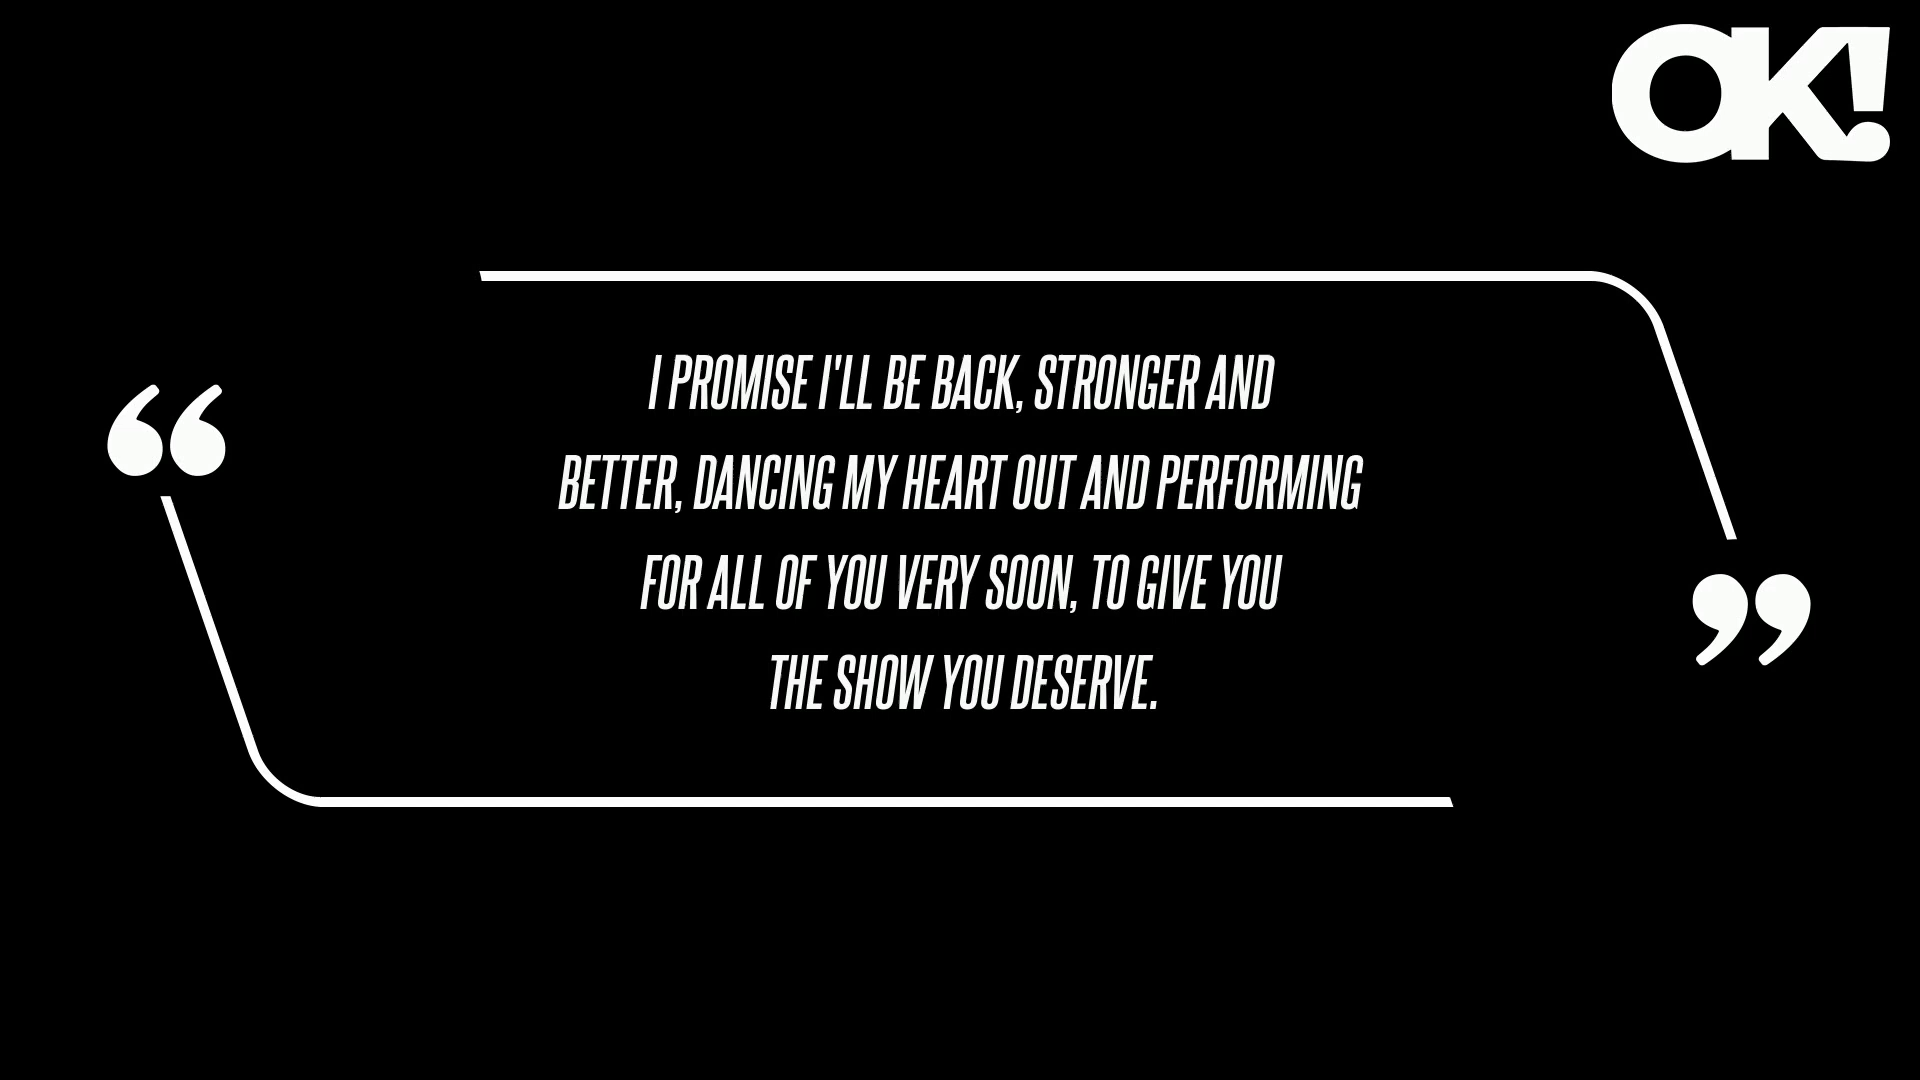 OK!
“
I PROMISE I'LL BE BACK, STRONGER AND
BETTER, DANCING MY HEART OUT AND PERFORMING
FOR ALL OF YOU VERY SOON, TO GIVE YOU
THE SHOW YOU DESERVE.
”